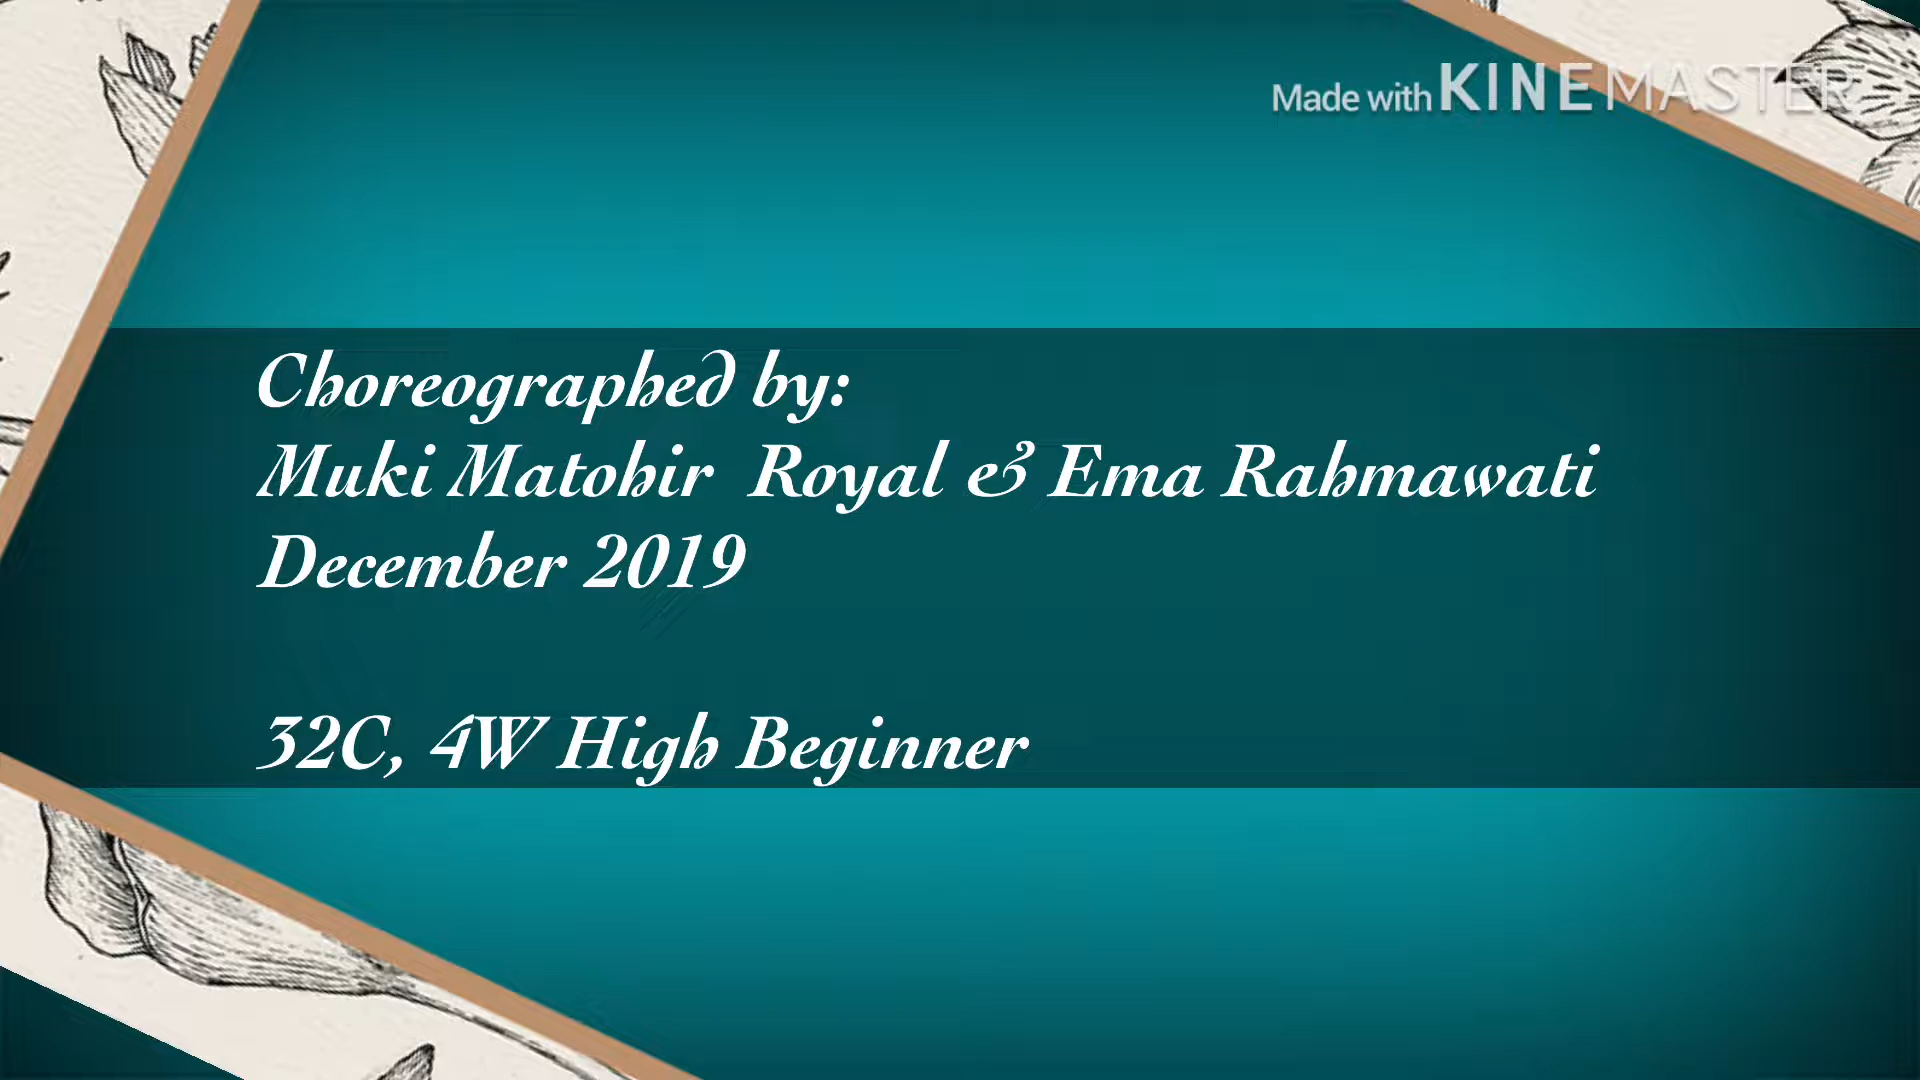 Made with KINEMASTER
Choreographed by:
Muki Matohir Royal & Ema Rahmawati
December 2019
32C, 4W High Beginner